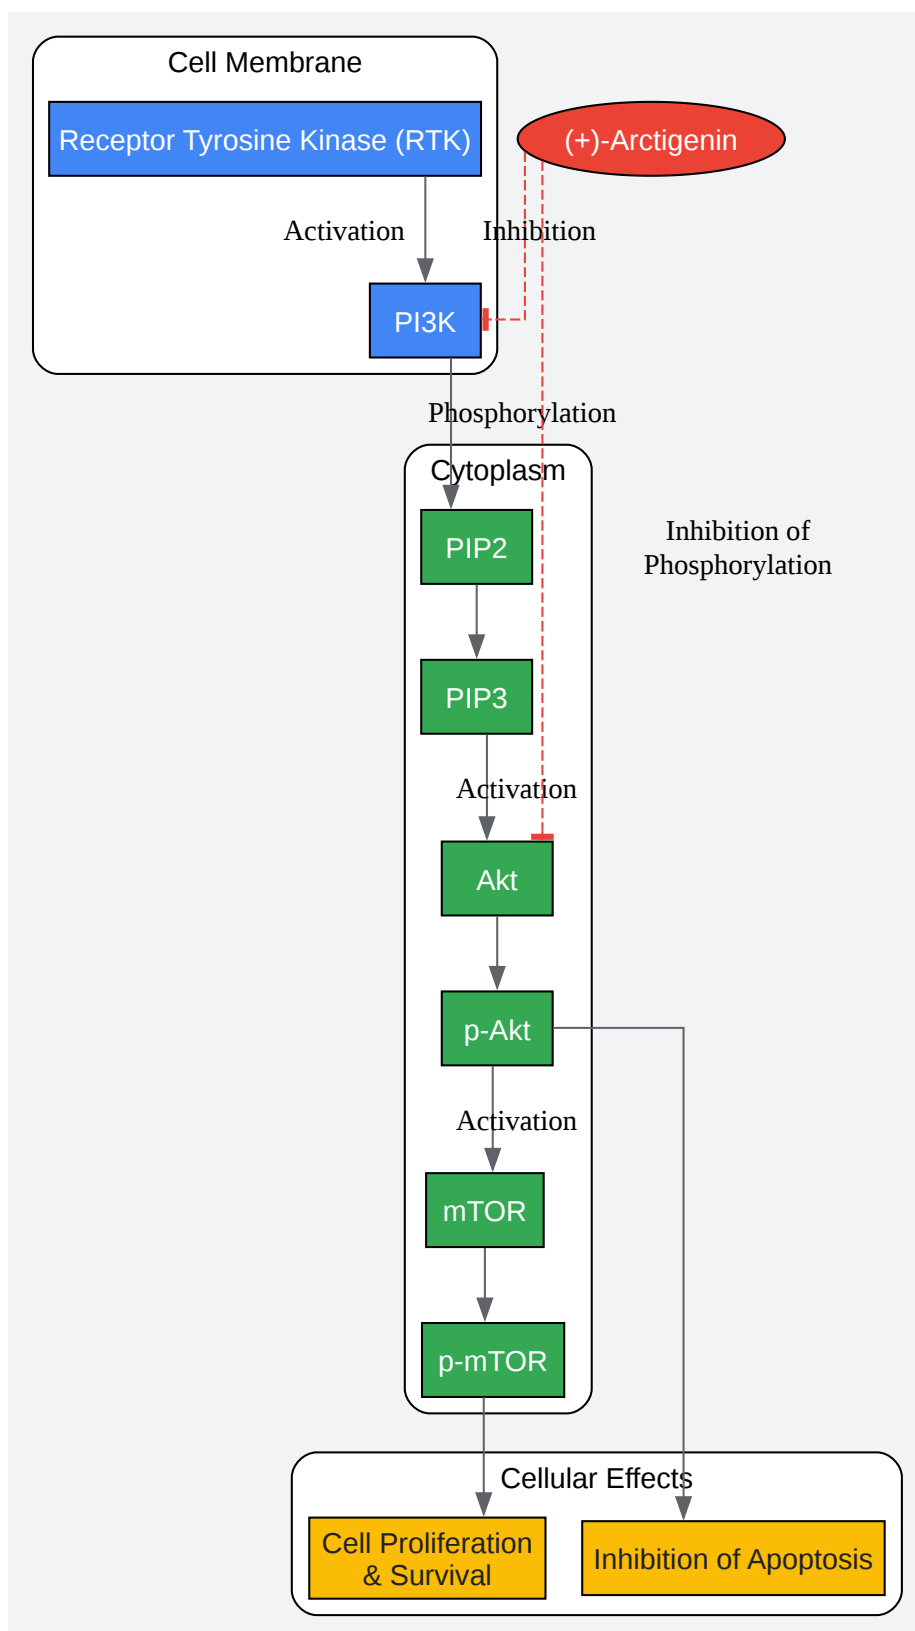 Cell Membrane
Receptor Tyrosine Kinase (RTK)
(+)-Arctigenin
Activation
Inhibition
PI3K
Phosphorylation
Cytoplasm
Inhibition of
Phosphorylation
PIP2
PIP3
Activation
Akt
p-Akt
Activation
mTOR
p-mTOR
Cellular Effects
Cell Proliferation
& Survival
Inhibition of Apoptosis